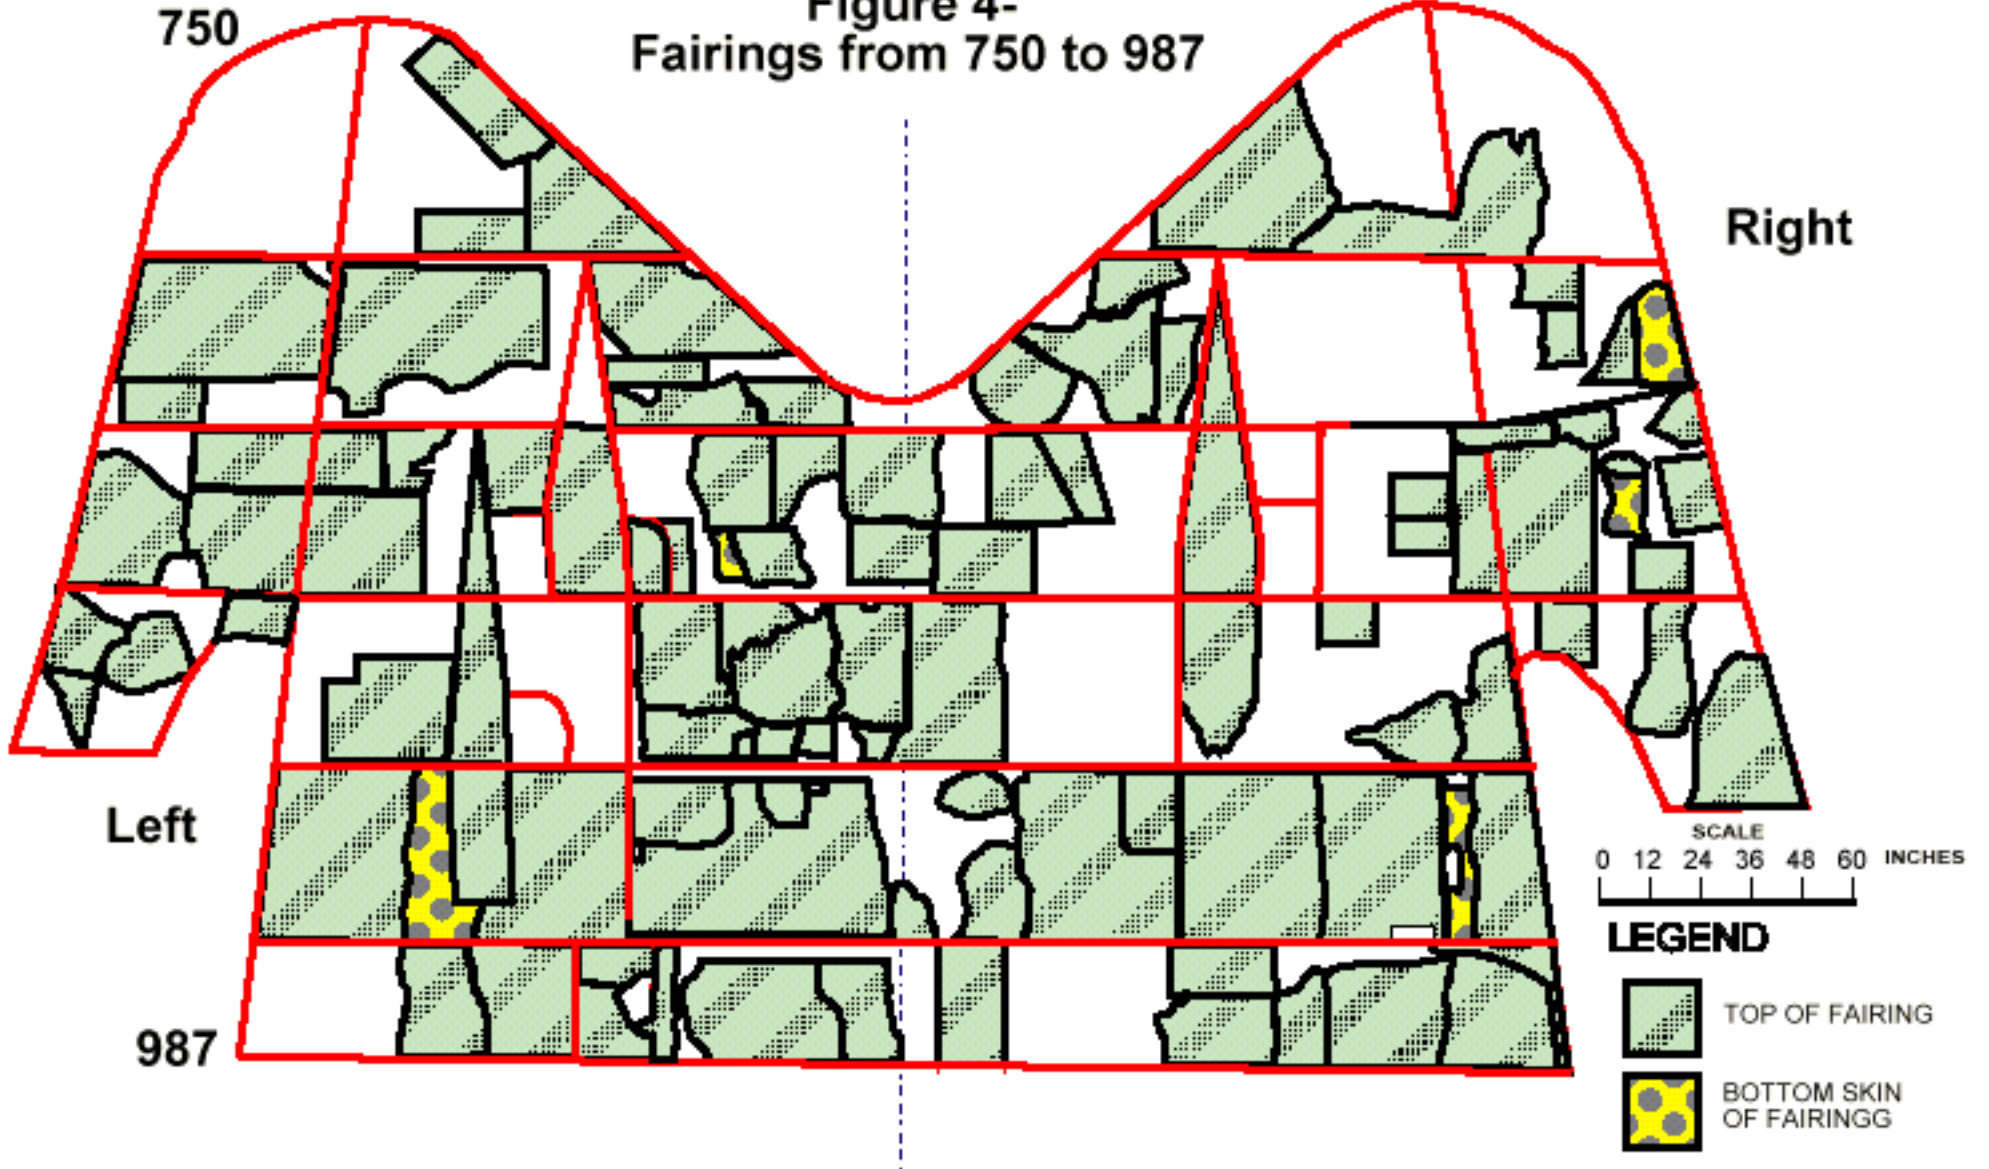 Figure 4-
Fairings from 750 to 987
750
Right
Left
987
SCALE
0 12 24 36 48 60 INCHES
LEGEND
TOP OF FAIRING
BOTTOM SKIN
OF FAIRINGG